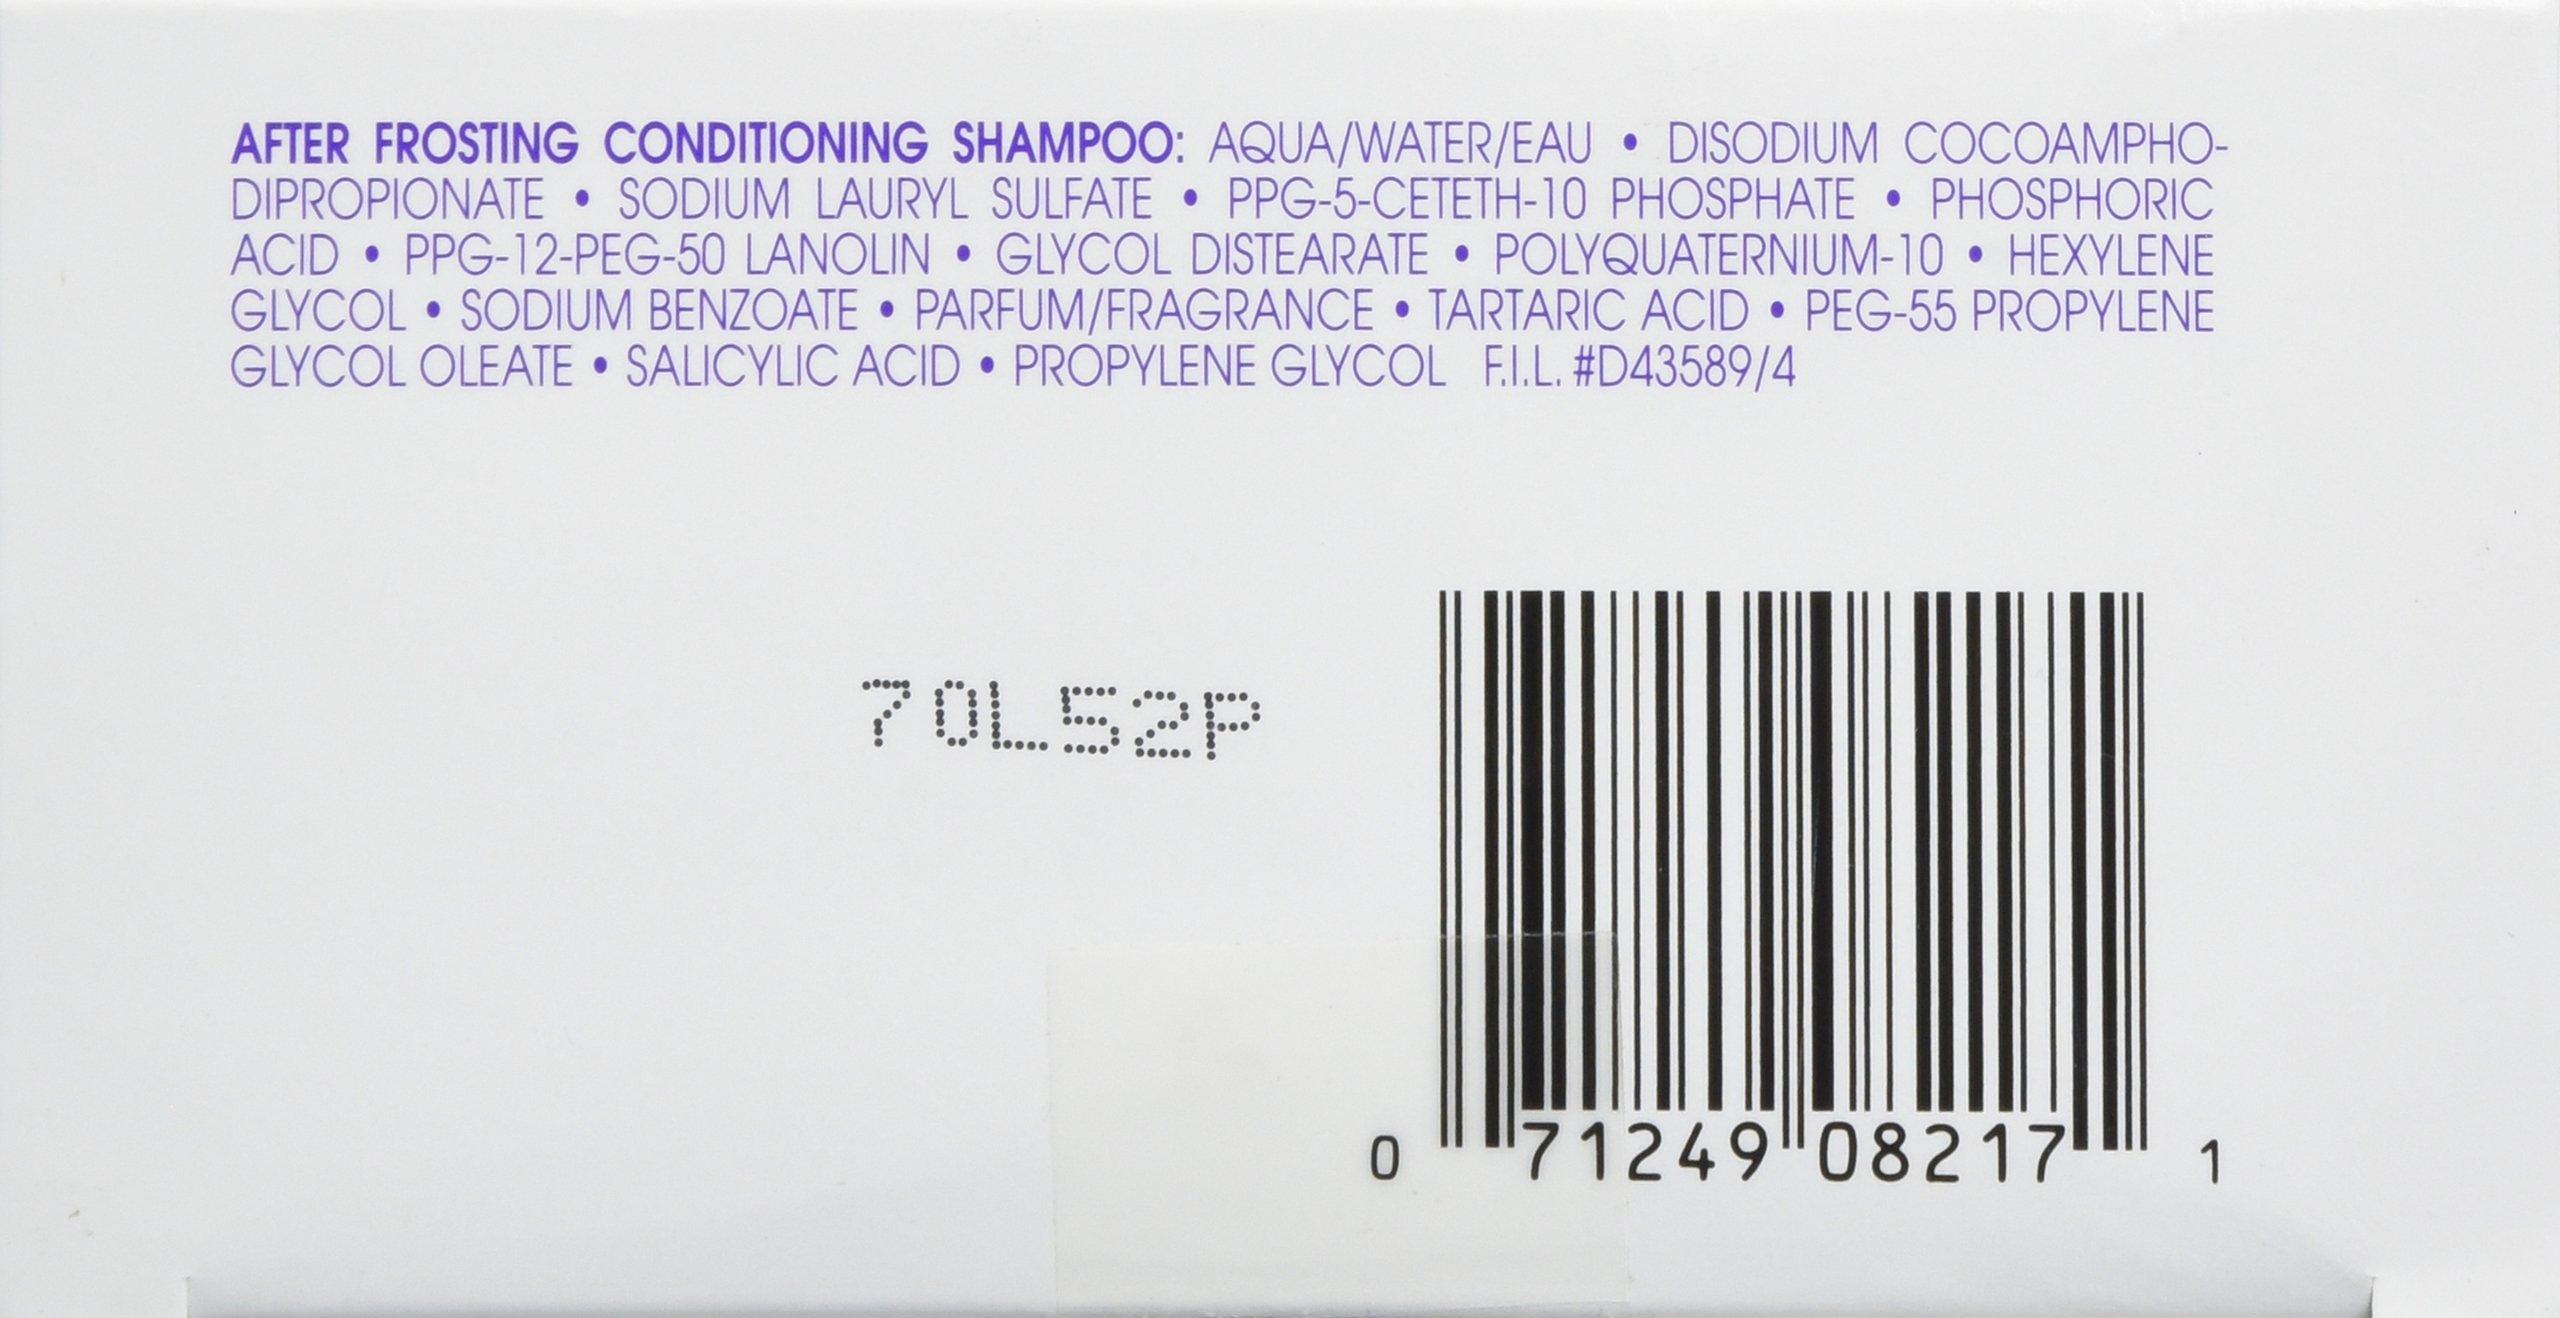 AFTER FROSTING CONDITIONING SHAMPOO: AQUA/WATER/EAU • DISODIUM COCOAMPHO-
DIPROPIONATE • SODIUM LAURYL SULFATE • PPG-5-CETETH-10 PHOSPHATE • PHOSPHORIC
ACID • PPG-12-PEG-50 LANOLIN • GLYCOL DISTEARATE • POLYQUATERNIUM-10 • HEXYLENE
GLYCOL • SODIUM BENZOATE • PARFUM/FRAGRANCE • TARTARIC ACID • PEG-55 PROPYLENE
GLYCOL OLEATE • SALICYLIC ACID • PROPYLENE GLYCOL F.I.L. #D43589/4
70L52P
0 71249 08217 1